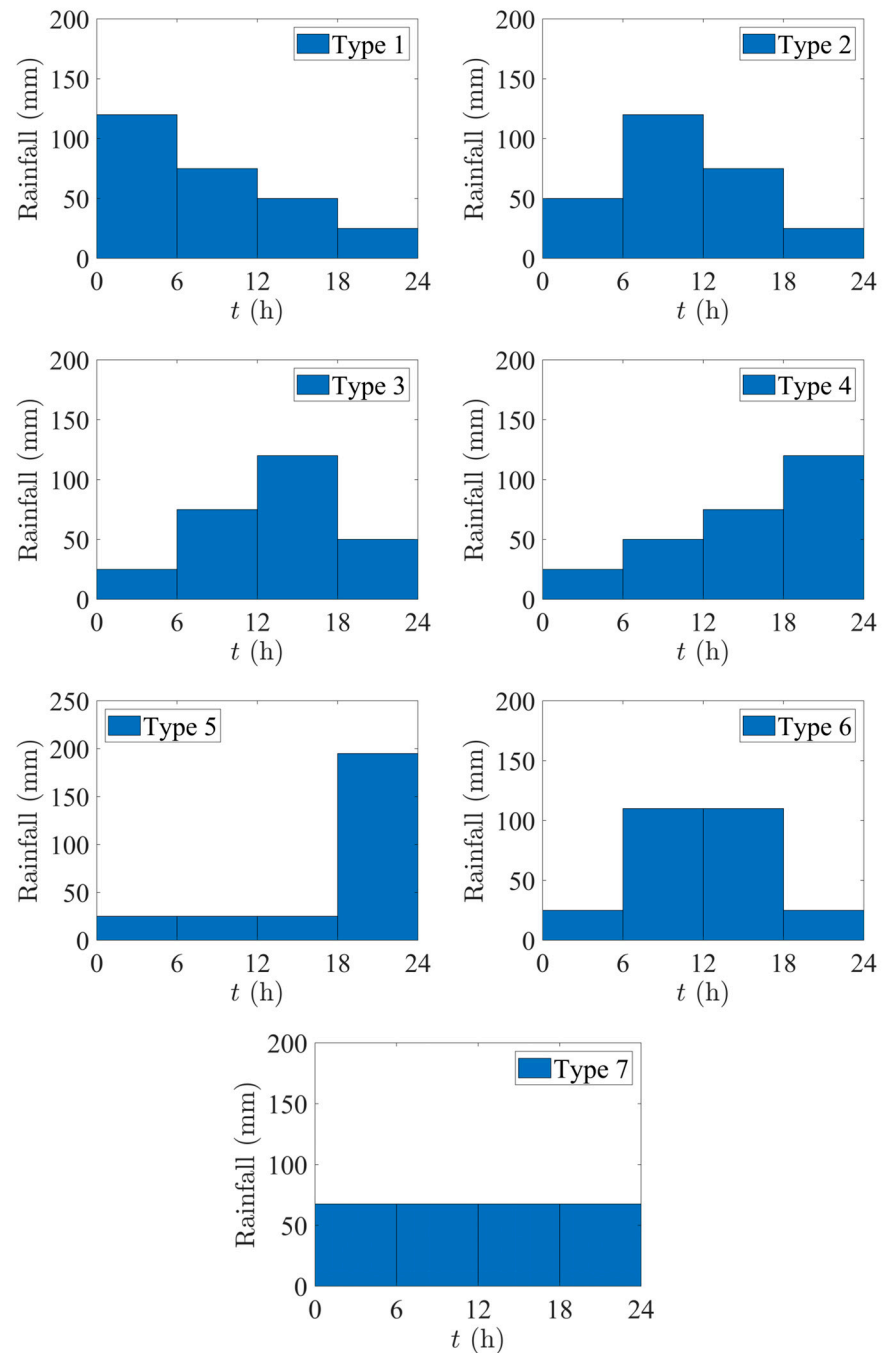 Type 1
Rainfall (mm)
200
150
100
50
0
0 6 12 18 24
t (h)
Type 2
Rainfall (mm)
200
150
100
50
0
0 6 12 18 24
t (h)
Type 3
Rainfall (mm)
200
150
100
50
0
0 6 12 18 24
t (h)
Type 4
Rainfall (mm)
200
150
100
50
0
0 6 12 18 24
t (h)
Type 5
Rainfall (mm)
250
200
150
100
50
0
0 6 12 18 24
t (h)
Type 6
Rainfall (mm)
200
150
100
50
0
0 6 12 18 24
t (h)
Type 7
Rainfall (mm)
200
150
100
50
0
0 6 12 18 24
t (h)